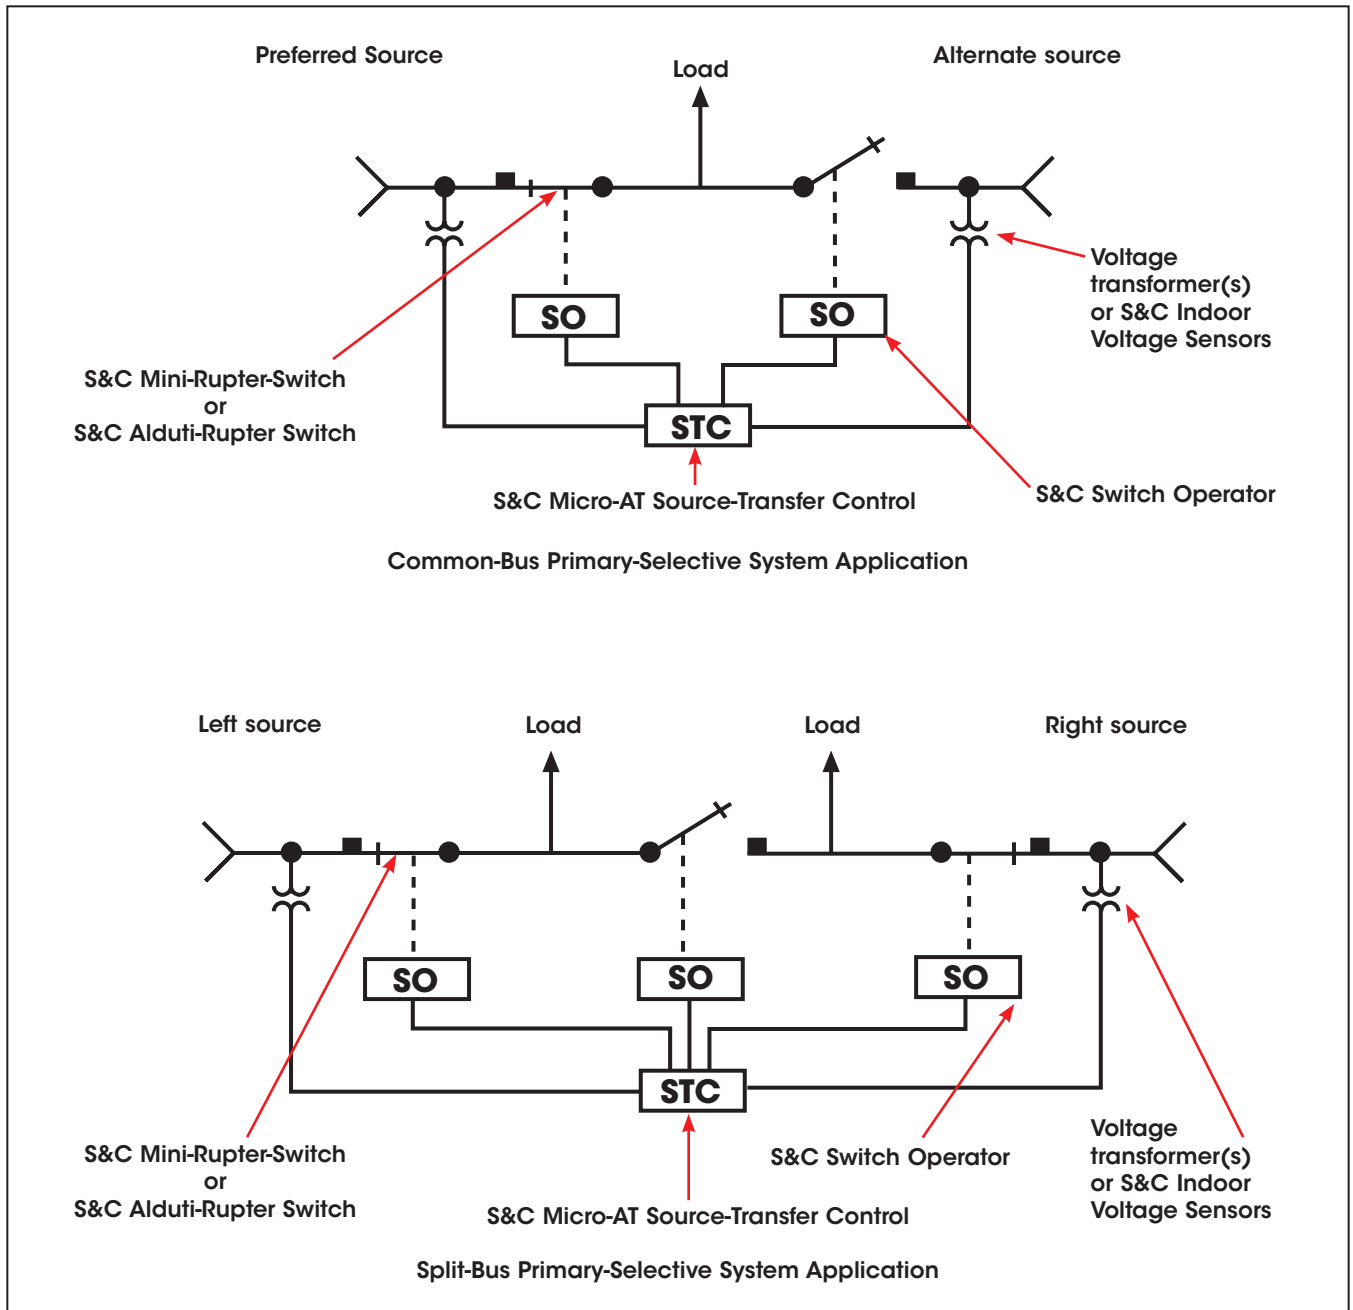 Preferred Source
Load
Alternate source
Voltage
transformer(s)
or S&C Indoor
Voltage Sensors
SO
SO
S&C Mini-Rupter-Switch
or
S&C Alduti-Rupter Switch
STC
S&C Micro-AT Source-Transfer Control
S&C Switch Operator
Common-Bus Primary-Selective System Application
Left source
Load
Load
Right source
SO
SO
SO
STC
S&C Mini-Rupter-Switch
or
S&C Alduti-Rupter Switch
S&C Switch Operator
Voltage
transformer(s)
or S&C Indoor
Voltage Sensors
S&C Micro-AT Source-Transfer Control
Split-Bus Primary-Selective System Application